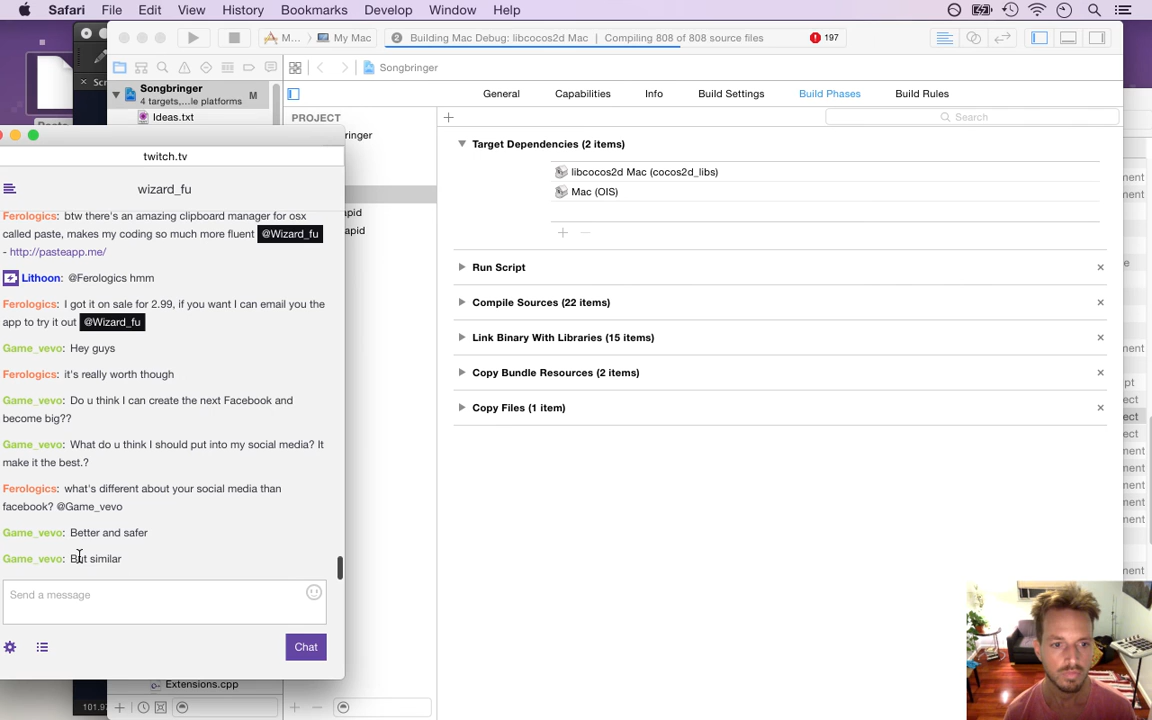 Safari File Edit View History Bookmarks Develop Window Help
M... My Mac
2 Building Mac Debug: libcocos2d Mac | Compiling 808 of 808 source files
197
Songbringer
4 targets,...le platforms
M
Ideas.txt
Songbringer
General Capabilities Info Build Settings Build Phases Build Rules
PROJECT
ringer
apid
apid
Search
Target Dependencies (2 items)
libcocos2d Mac (cocos2d_libs)
Mac (OIS)
Run Script
Compile Sources (22 items)
Link Binary With Libraries (15 items)
Copy Bundle Resources (2 items)
Copy Files (1 item)
twitch.tv
wizard_fu
Ferologics: btw there's an amazing clipboard manager for osx
called paste, makes my coding so much more fluent @Wizard_fu
- http://pasteapp.me/
Lithoon: @Ferologics hmm
Ferologics: I got it on sale for 2.99, if you want I can email you the
app to try it out @Wizard_fu
Game_vevo: Hey guys
Ferologics: it's really worth though
Game_vevo: Do u think I can create the next Facebook and
become big??
Game_vevo: What do u think I should put into my social media? It
make it the best.?
Ferologics: what's different about your social media than
facebook? @Game_vevo
Game_vevo: Better and safer
Game_vevo: But similar
Send a message
Chat
Extensions.cpp